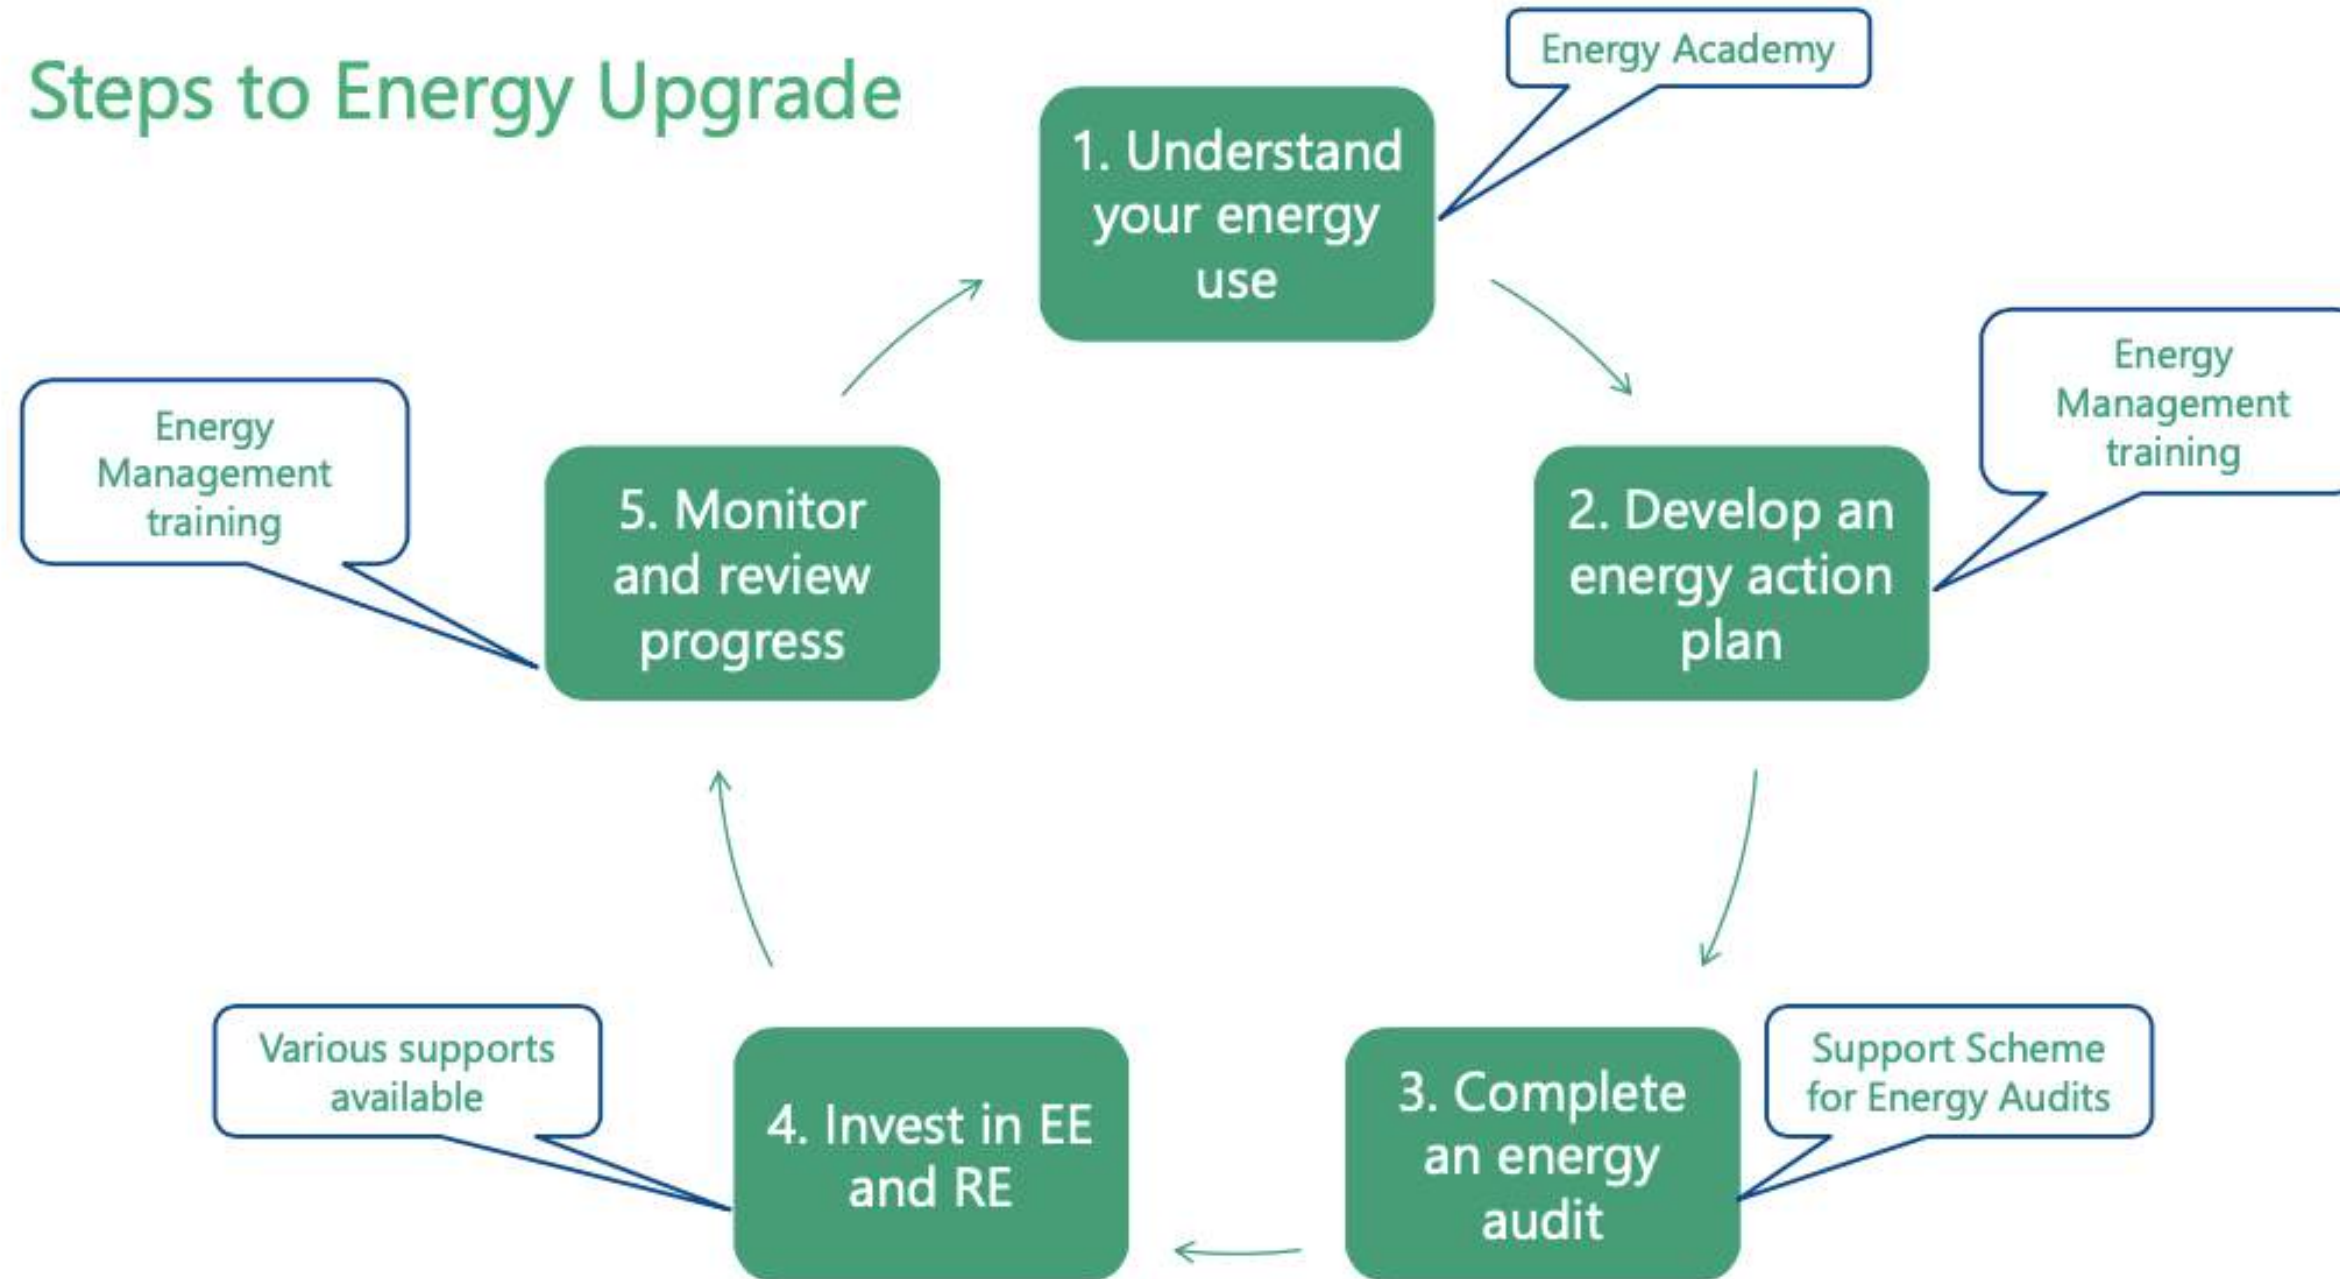 Steps to Energy Upgrade
Energy Academy
1. Understand
your energy
use
Energy
Management
training
2. Develop an
energy action
plan
Support Scheme
for Energy Audits
3. Complete
an energy
audit
Various supports
available
4. Invest in EE
and RE
Energy
Management
training
5. Monitor
and review
progress